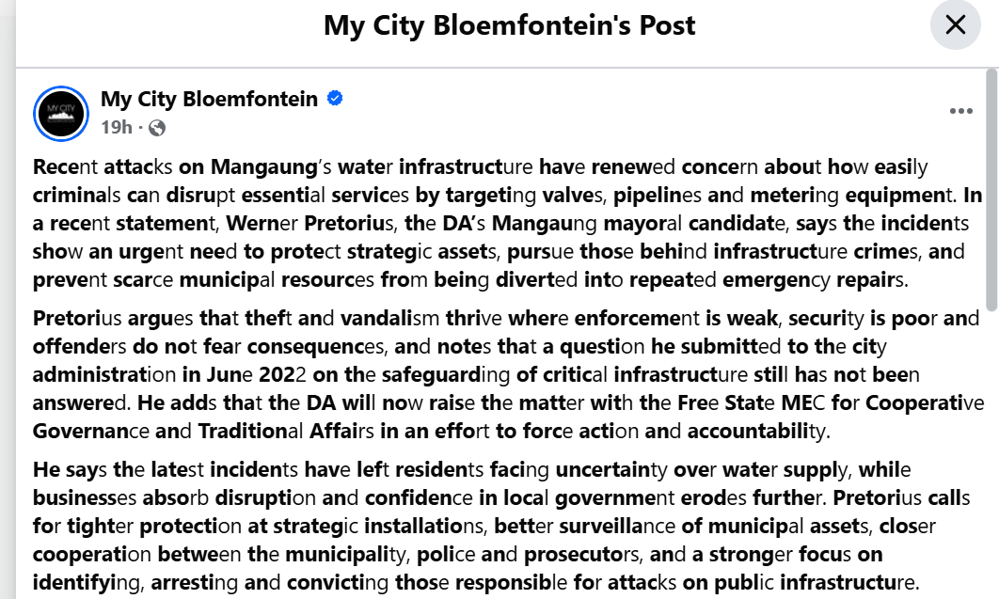 My City Bloemfontein's Post
MY CITY
BLOEMFONTEIN
My City Bloemfontein
19h ·
Recent attacks on Mangaung’s water infrastructure have renewed concern about how easily
criminals can disrupt essential services by targeting valves, pipelines and metering equipment. In
a recent statement, Werner Pretorius, the DA’s Mangaung mayoral candidate, says the incidents
show an urgent need to protect strategic assets, pursue those behind infrastructure crimes, and
prevent scarce municipal resources from being diverted into repeated emergency repairs.
Pretorius argues that theft and vandalism thrive where enforcement is weak, security is poor and
offenders do not fear consequences, and notes that a question he submitted to the city
administration in June 2022 on the safeguarding of critical infrastructure still has not been
answered. He adds that the DA will now raise the matter with the Free State MEC for Cooperative
Governance and Traditional Affairs in an effort to force action and accountability.
He says the latest incidents have left residents facing uncertainty over water supply, while
businesses absorb disruption and confidence in local government erodes further. Pretorius calls
for tighter protection at strategic installations, better surveillance of municipal assets, closer
cooperation between the municipality, police and prosecutors, and a stronger focus on
identifying, arresting and convicting those responsible for attacks on public infrastructure.